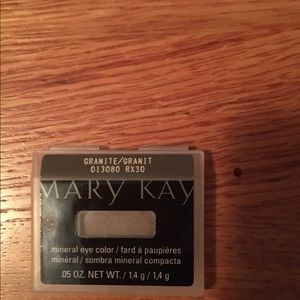 GRANITE/GRANIT
013080 RX30
MARY KAY
mineral eye color / fard à paupières
minéral / sombra mineral compacta
.05 OZ. NET WT. / 1.4 g / 1,4 g